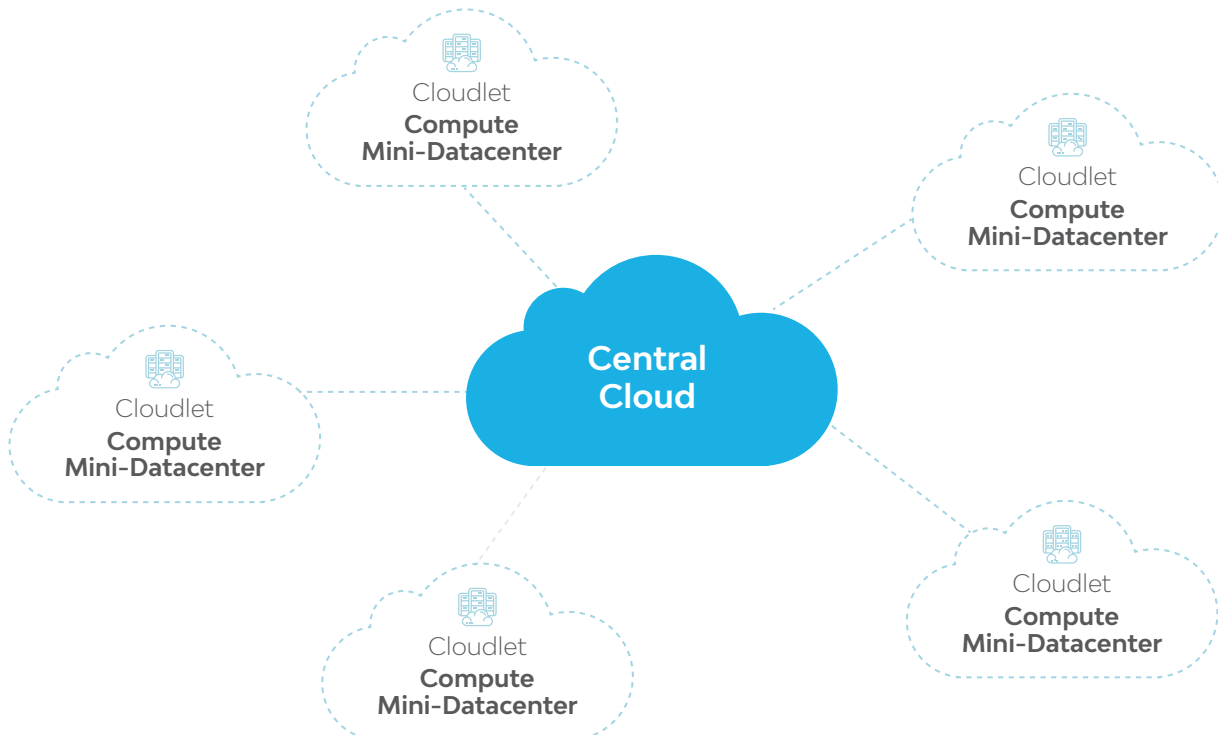 Cloudlet
Compute
Mini-Datacenter
Cloudlet
Compute
Mini-Datacenter
Central
Cloud
Cloudlet
Compute
Mini-Datacenter
Cloudlet
Compute
Mini-Datacenter
Cloudlet
Compute
Mini-Datacenter